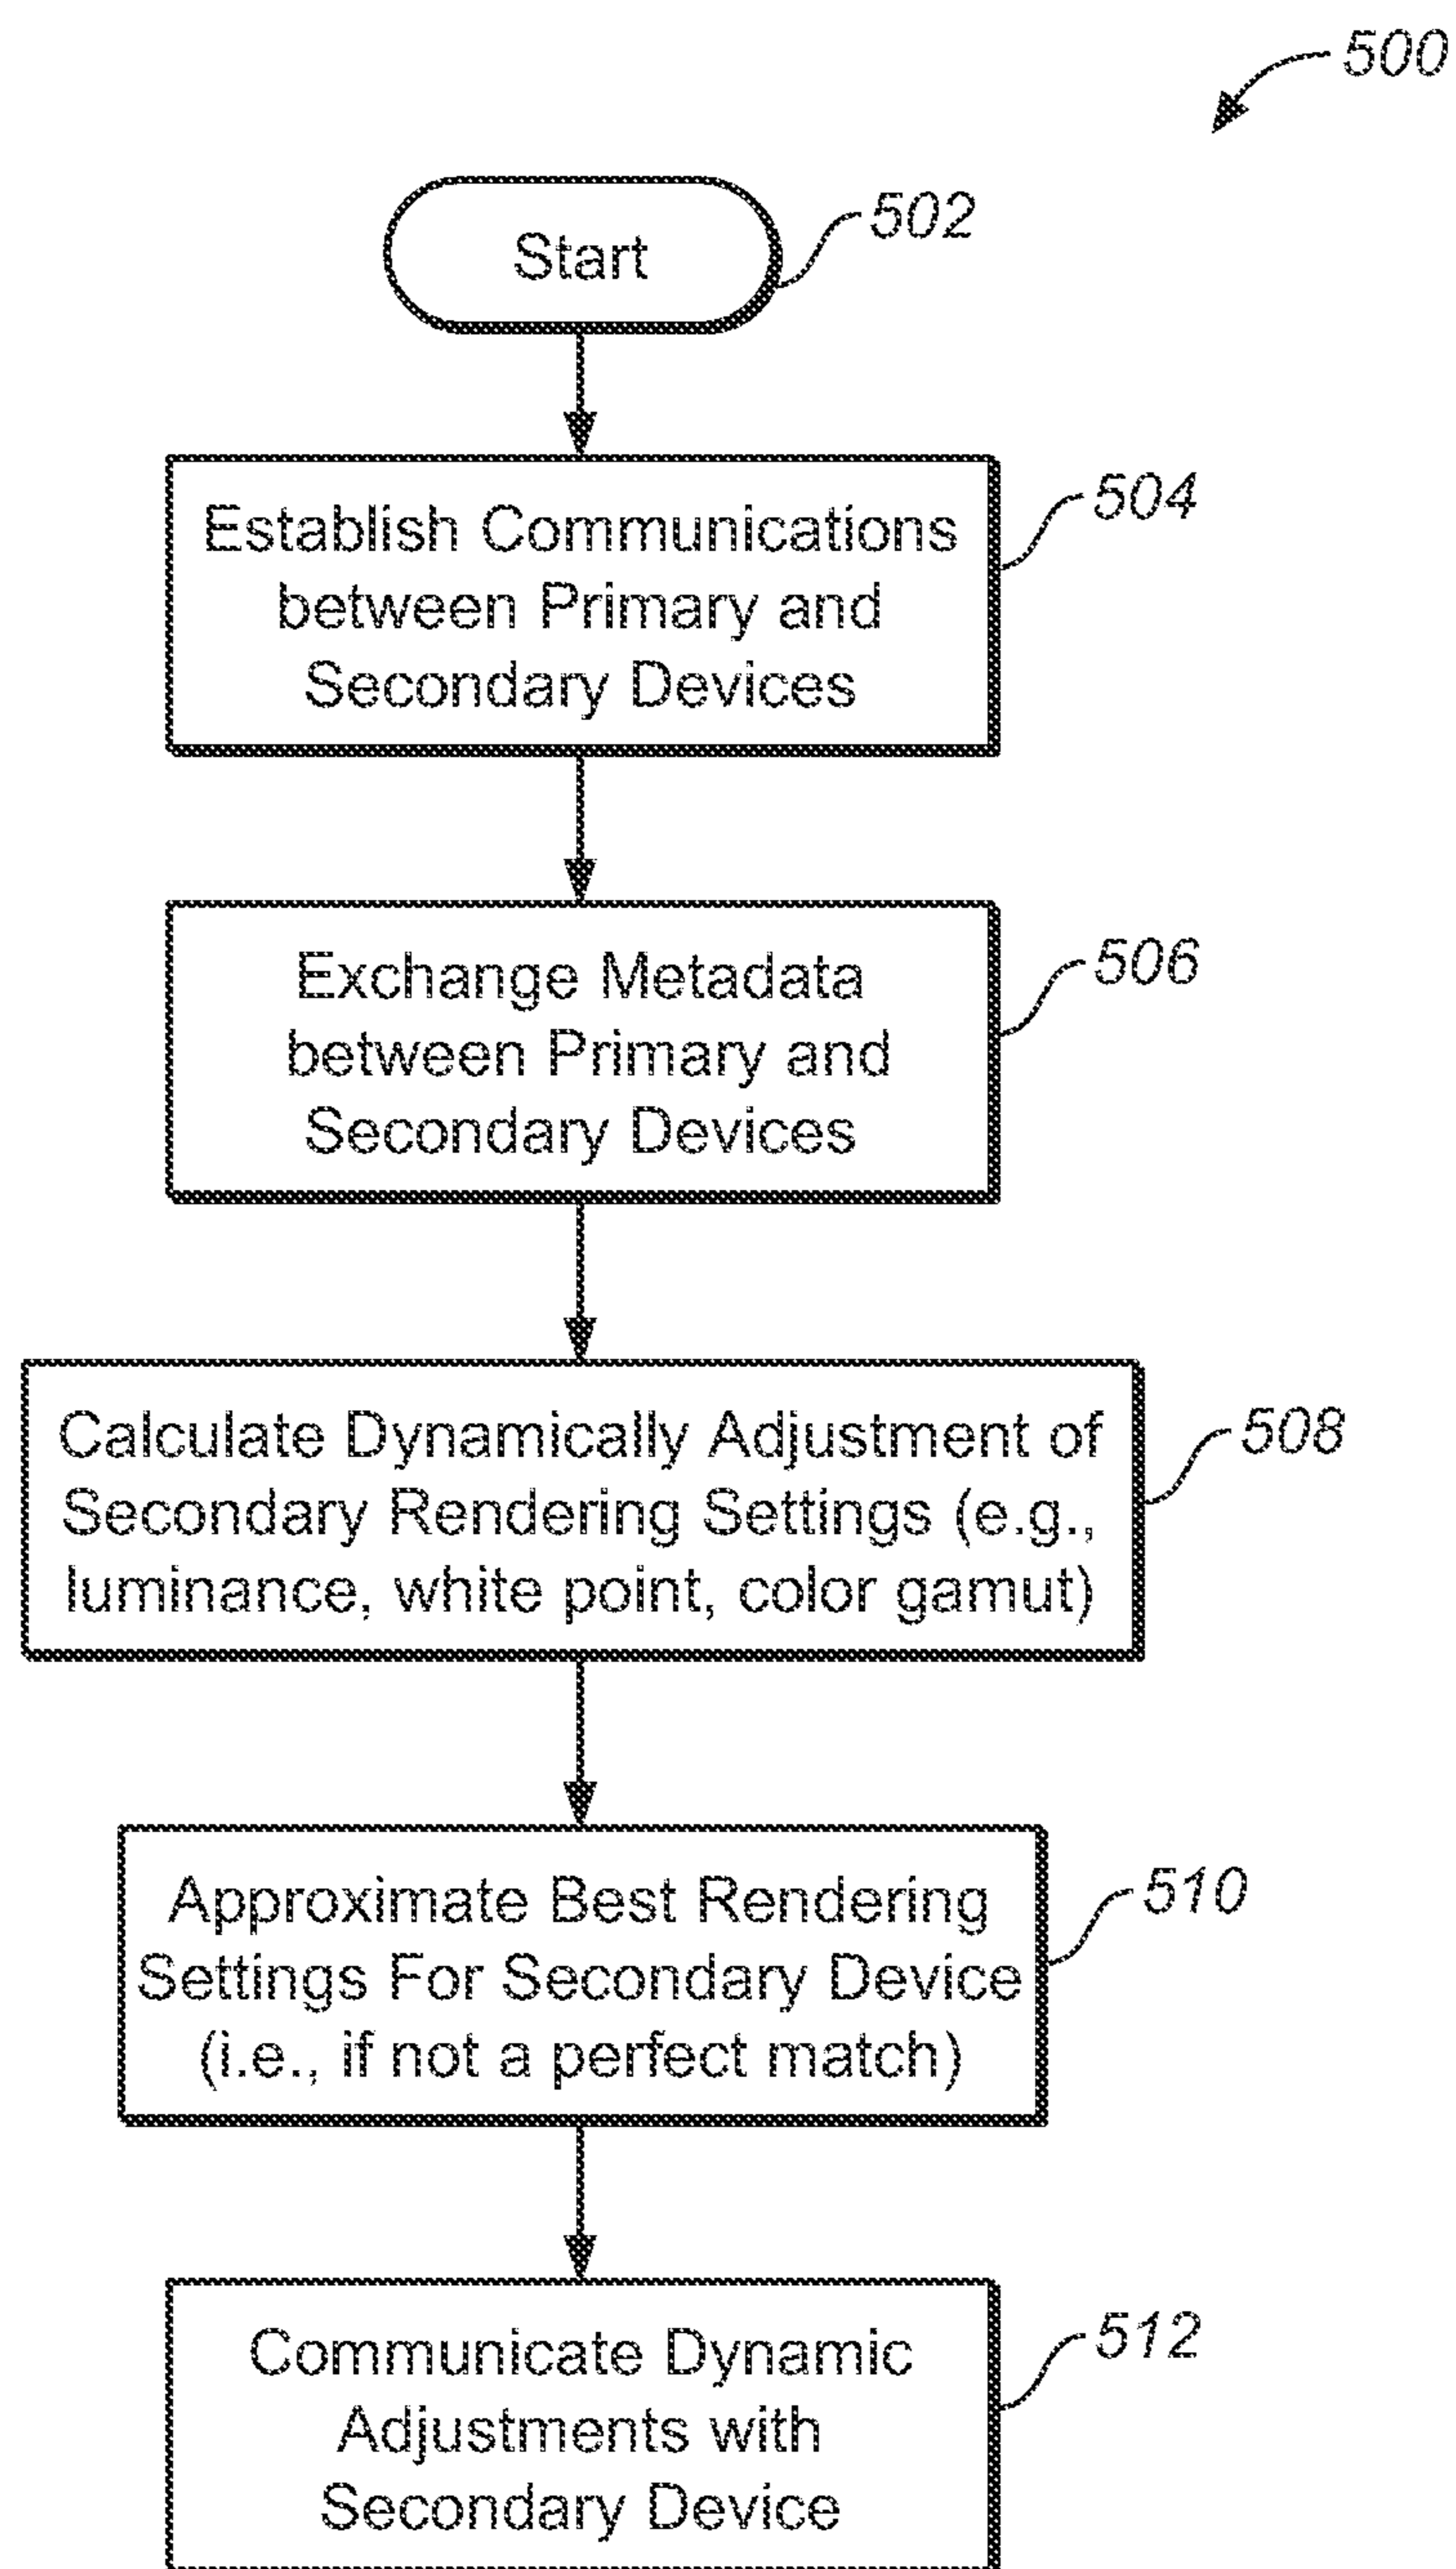 500
Start
502
Establish Communications
between Primary and
Secondary Devices
504
Exchange Metadata
between Primary and
Secondary Devices
506
Calculate Dynamically Adjustment of
Secondary Rendering Settings (e.g.,
luminance, white point, color gamut)
508
Approximate Best Rendering
Settings For Secondary Device
(i.e., if not a perfect match)
510
Communicate Dynamic
Adjustments with
Secondary Device
512